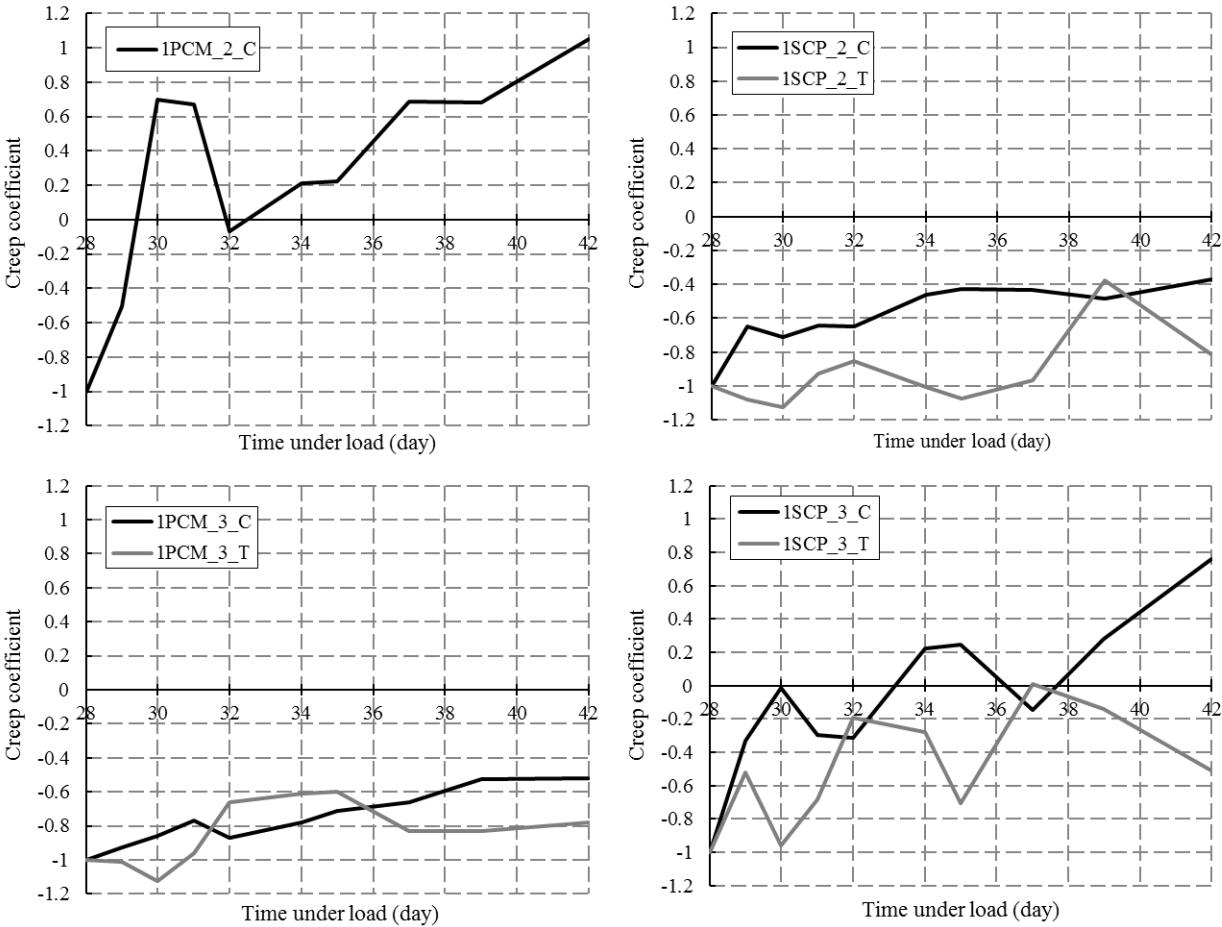 1.2
1
0.8
0.6
0.4
0.2
0
-0.2
-0.4
-0.6
-0.8
-1
-1.2
Creep coefficient
1PCM_2_C
28 30 32 34 36 38 40 42
Time under load (day)
1.2
1
0.8
0.6
0.4
0.2
0
-0.2
-0.4
-0.6
-0.8
-1
-1.2
Creep coefficient
1SCP_2_C
1SCP_2_T
28 30 32 34 36 38 40 42
Time under load (day)
1.2
1
0.8
0.6
0.4
0.2
0
-0.2
-0.4
-0.6
-0.8
-1
-1.2
Creep coefficient
1PCM_3_C
1PCM_3_T
28 30 32 34 36 38 40 42
Time under load (day)
1.2
1
0.8
0.6
0.4
0.2
0
-0.2
-0.4
-0.6
-0.8
-1
-1.2
Creep coefficient
1SCP_3_C
1SCP_3_T
28 30 32 34 36 38 40 42
Time under load (day)